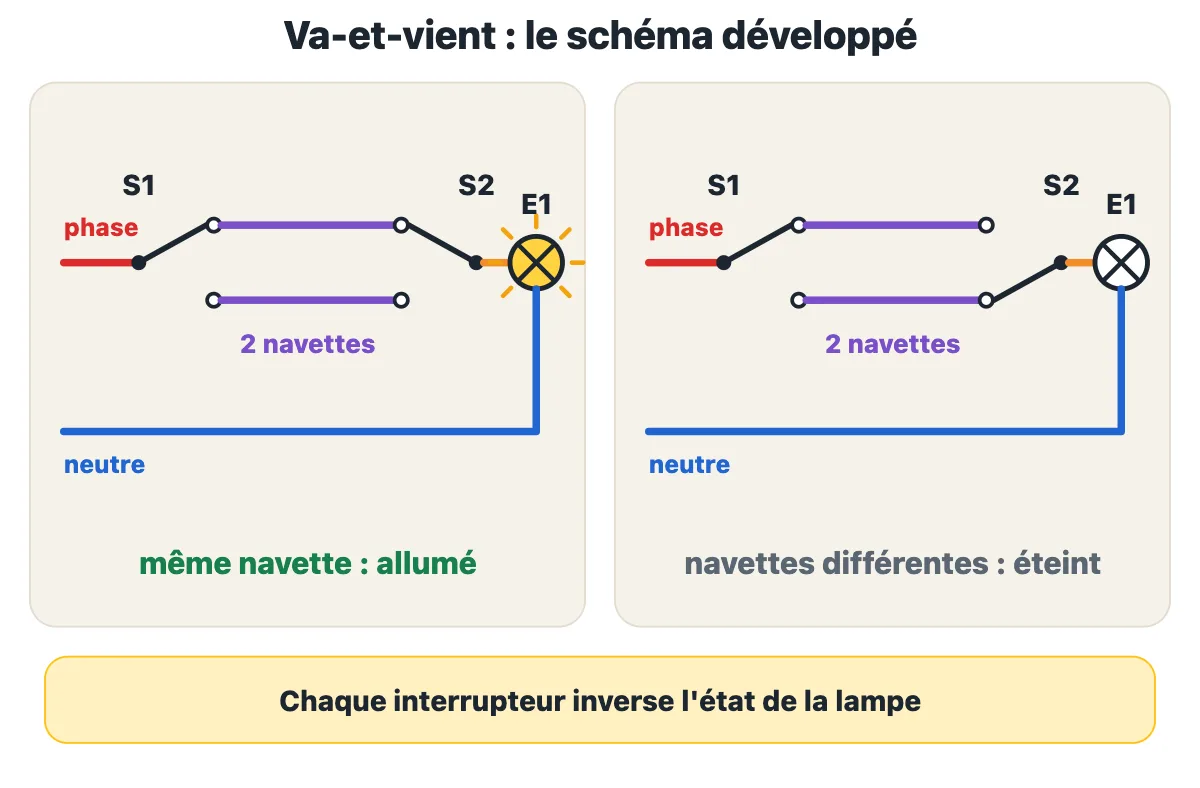 Va-et-vient : le schéma développé
S1
S2
E1
phase
2 navettes
neutre
même navette : allumé
S1
S2
E1
phase
2 navettes
neutre
navettes différentes : éteint
Chaque interrupteur inverse l'état de la lampe